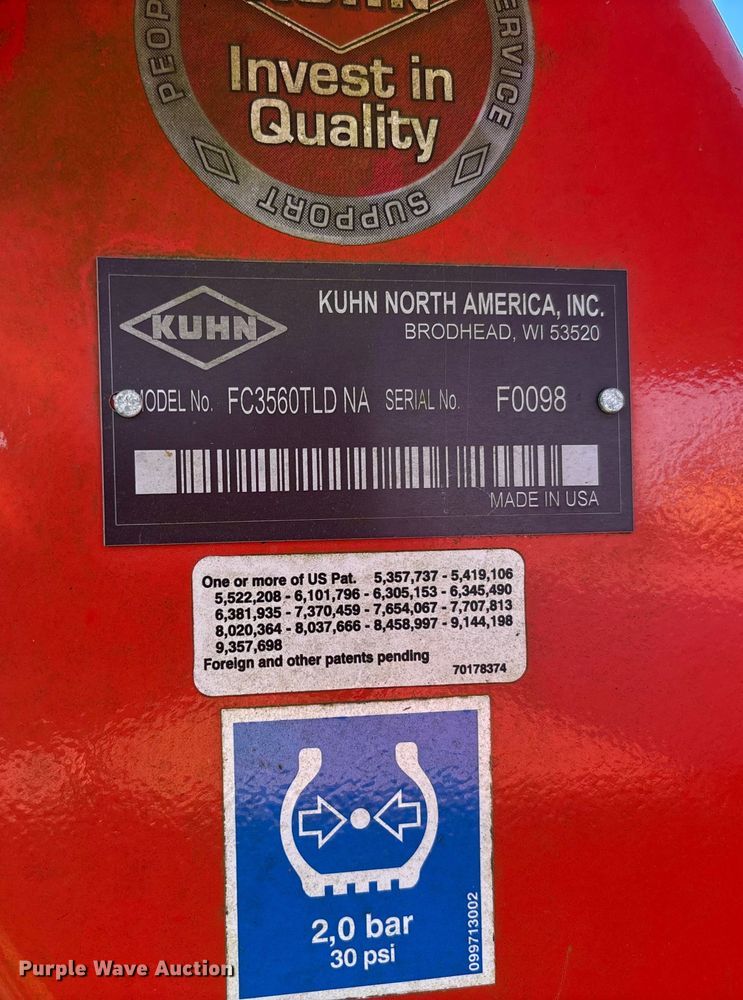 PEOP
SERVICE
KUHN
Invest in
Quality
SUPPORT
KUHN
KUHN NORTH AMERICA, INC.
BRODHEAD, WI 53520
MODEL No. FC3560TLD NA SERIAL No. F0098
MADE IN USA
One or more of US Pat. 5,357,737 - 5,419,106
5,522,208 - 6,101,796 - 6,305,153 - 6,345,490
6,381,935 - 7,370,459 - 7,654,067 - 7,707,813
8,020,364 - 8,037,666 - 8,458,997 - 9,144,198
9,357,698
Foreign and other patents pending
70178374
2,0 bar
30 psi
099713002
Purple Wave Auction